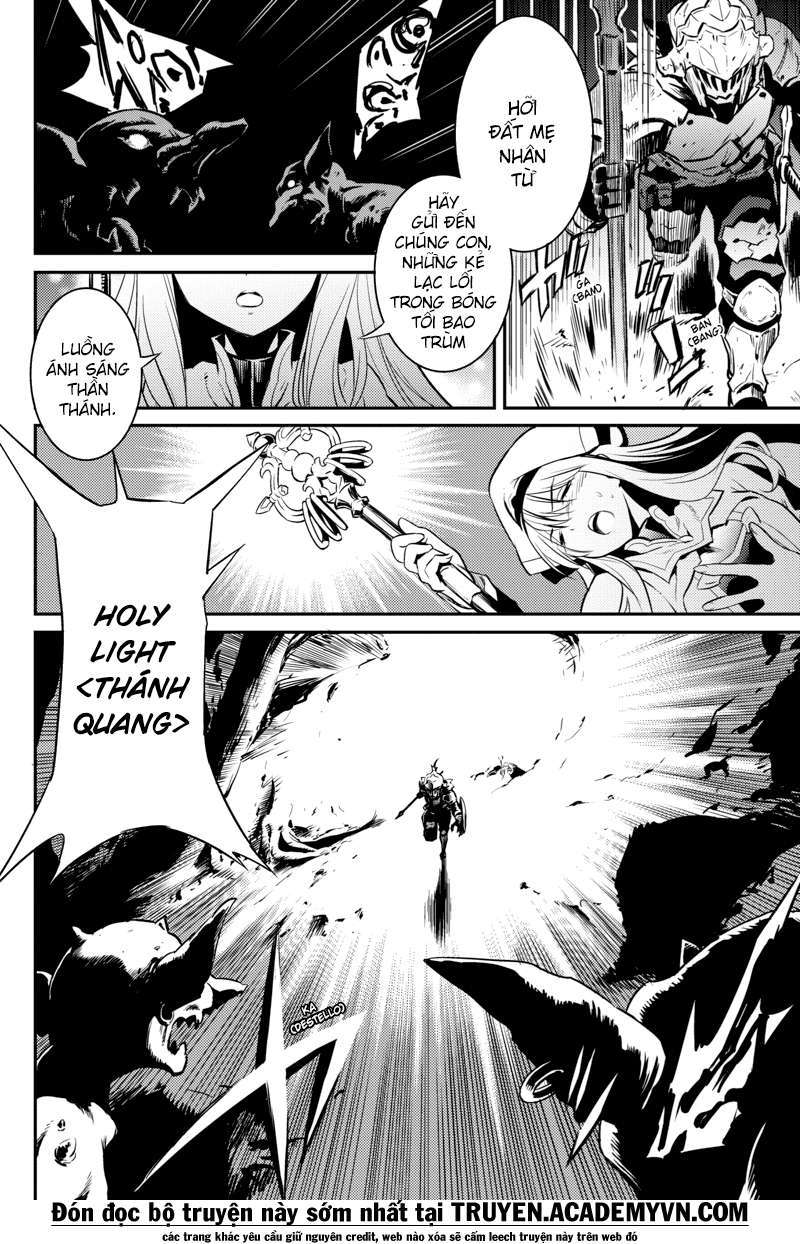 HỠI
ĐẤT MẸ
NHÂN
TỪ
HÃY
GỬI ĐẾN
CHÚNG CON,
NHỮNG KẺ
LẠC LỐI
TRONG BÓNG
TỐI BAO
TRÙM
GA
(BAM)
BAN
(BANG)
LUỒNG
ÁNH SÁNG
THẦN
THÁNH.
HOLY
LIGHT
<THÁNH
QUANG>
KA
(DESTELLO)
Đón đọc bộ truyện này sớm nhất tại TRUYEN.ACADEMYVN.COM
các trang khác yêu cầu giữ nguyên credit, web nào xóa sẽ cấm leech truyện này trên web đó